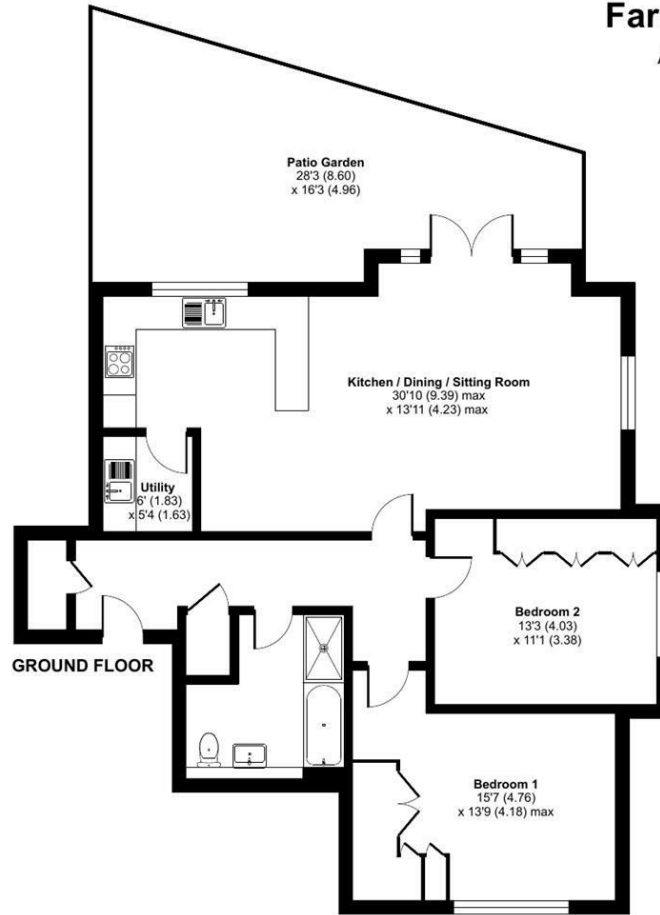 Far
Patio Garden
28'3 (8.60)
x 16'3 (4.96)
Kitchen / Dining / Sitting Room
30'10 (9.39) max
x 13'11 (4.23) max
Utility
6' (1.83)
x 5'4 (1.63)
Bedroom 2
13'3 (4.03)
x 11'1 (3.38)
GROUND FLOOR
Bedroom 1
15'7 (4.76)
x 13'9 (4.18) max